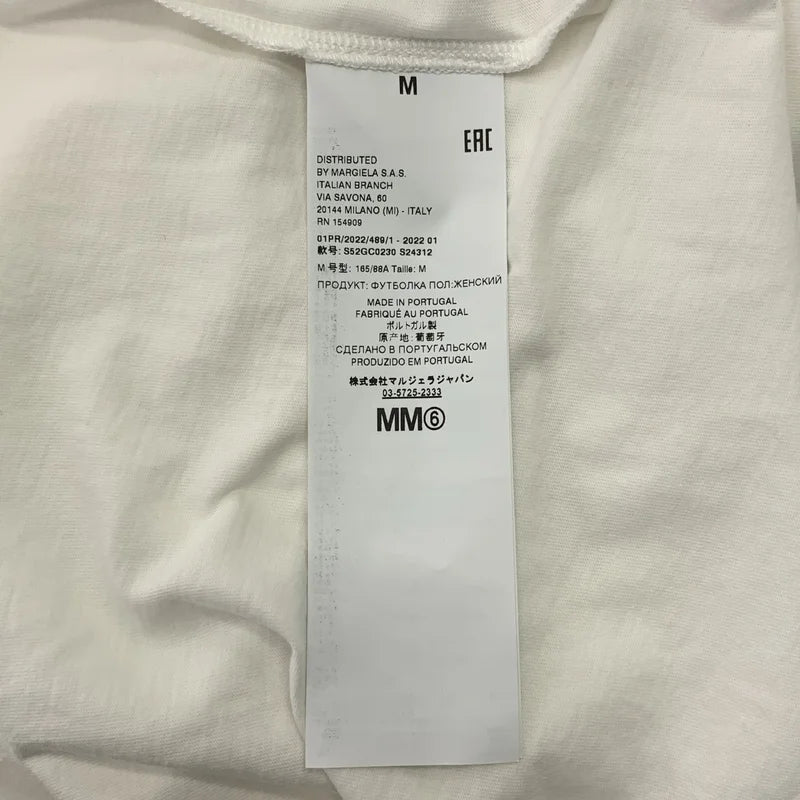 M
EAC
DISTRIBUTED
BY MARGIELA S.A.S.
ITALIAN BRANCH
VIA SAVONA, 60
20144 MILANO (MI) - ITALY
RN 154909
01PR/2022/489/1 - 2022 01
款号: S52GC0230 S24312
M 号型: 165/88A Taille: M
ПРОДУКТ: ФУТБОЛКА ПОЛ:ЖЕНСКИЙ
MADE IN PORTUGAL
FABRIQUÉ AU PORTUGAL
ポルトガル製
原产地: 葡萄牙
СДЕЛАНО В ПОРТУГАЛЬСКОМ
PRODUZIDO EM PORTUGAL
株式会社マルジェラジャパン
03-5725-2333
MM⑥